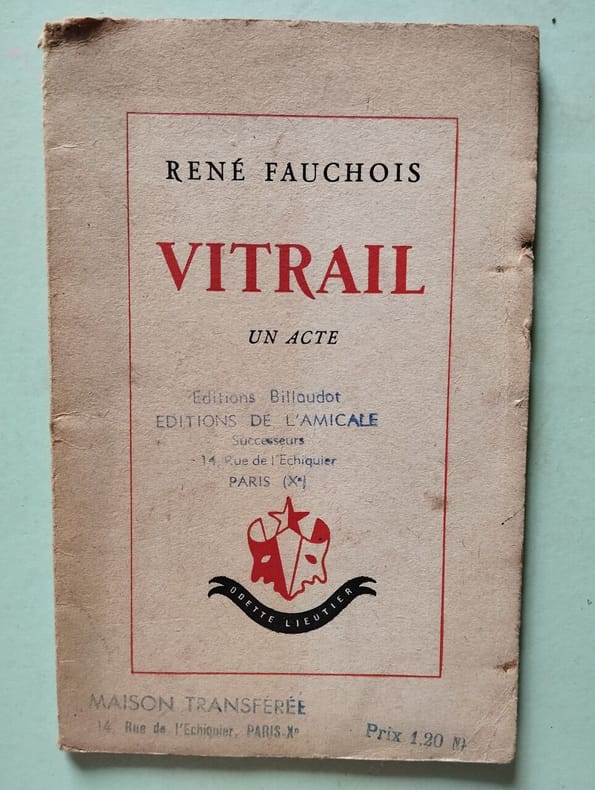 RENÉ FAUCHOIS
VITRAIL
UN ACTE
Editions Billaudot
EDITIONS DE L'AMICALE
Successeurs
14, Rue de l'Echiquier
PARIS (Xe)
ODETTE LIEUTIER
MAISON TRANSFÉRÉE
14, Rue de l'Echiquier, PARIS-Xe
Prix 1.20